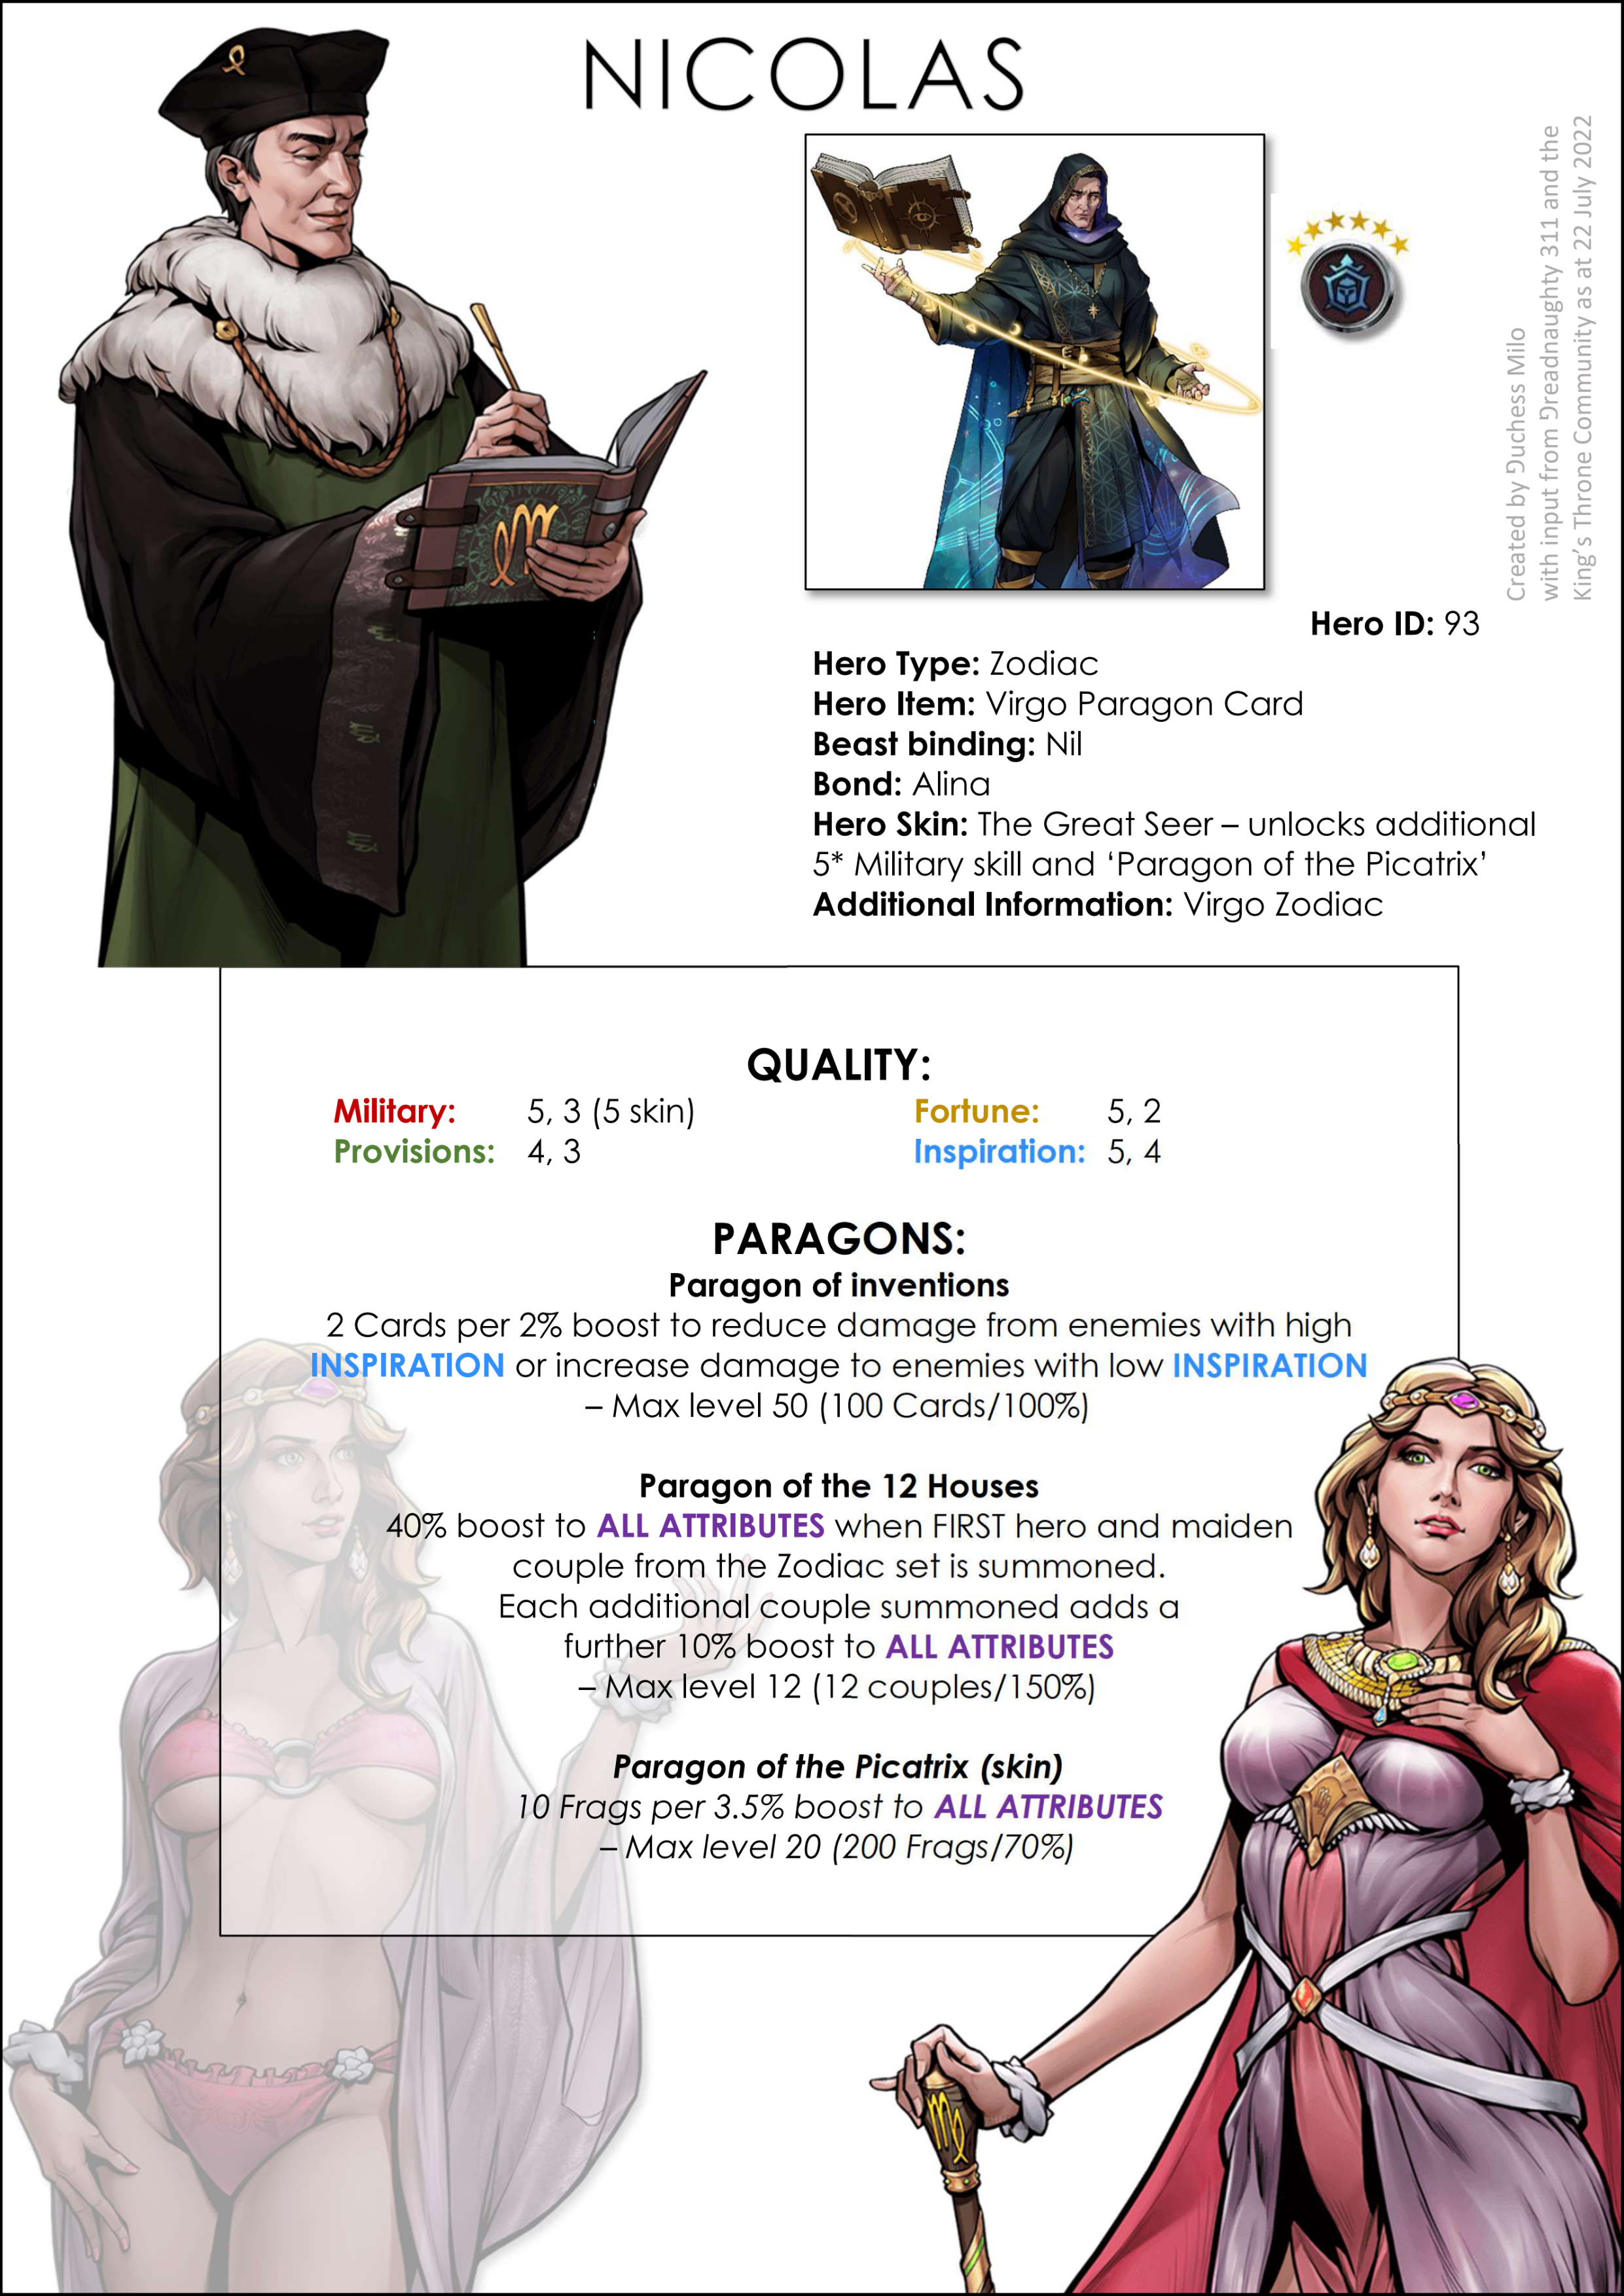 NICOLAS
Created by Duchess Milo
with input from Dreadnaughty 311 and the
King's Throne Community as at 22 July 2022
Hero ID: 93
Hero Type: Zodiac
Hero Item: Virgo Paragon Card
Beast binding: Nil
Bond: Alina
Hero Skin: The Great Seer – unlocks additional
5* Military skill and ‘Paragon of the Picatrix’
Additional Information: Virgo Zodiac
QUALITY:
Military: 5, 3 (5 skin) Fortune: 5, 2
Provisions: 4, 3 Inspiration: 5, 4
PARAGONS:
Paragon of inventions
2 Cards per 2% boost to reduce damage from enemies with high
INSPIRATION or increase damage to enemies with low INSPIRATION
– Max level 50 (100 Cards/100%)
Paragon of the 12 Houses
40% boost to ALL ATTRIBUTES when FIRST hero and maiden
couple from the Zodiac set is summoned.
Each additional couple summoned adds a
further 10% boost to ALL ATTRIBUTES
– Max level 12 (12 couples/150%)
Paragon of the Picatrix (skin)
10 Frags per 3.5% boost to ALL ATTRIBUTES
– Max level 20 (200 Frags/70%)